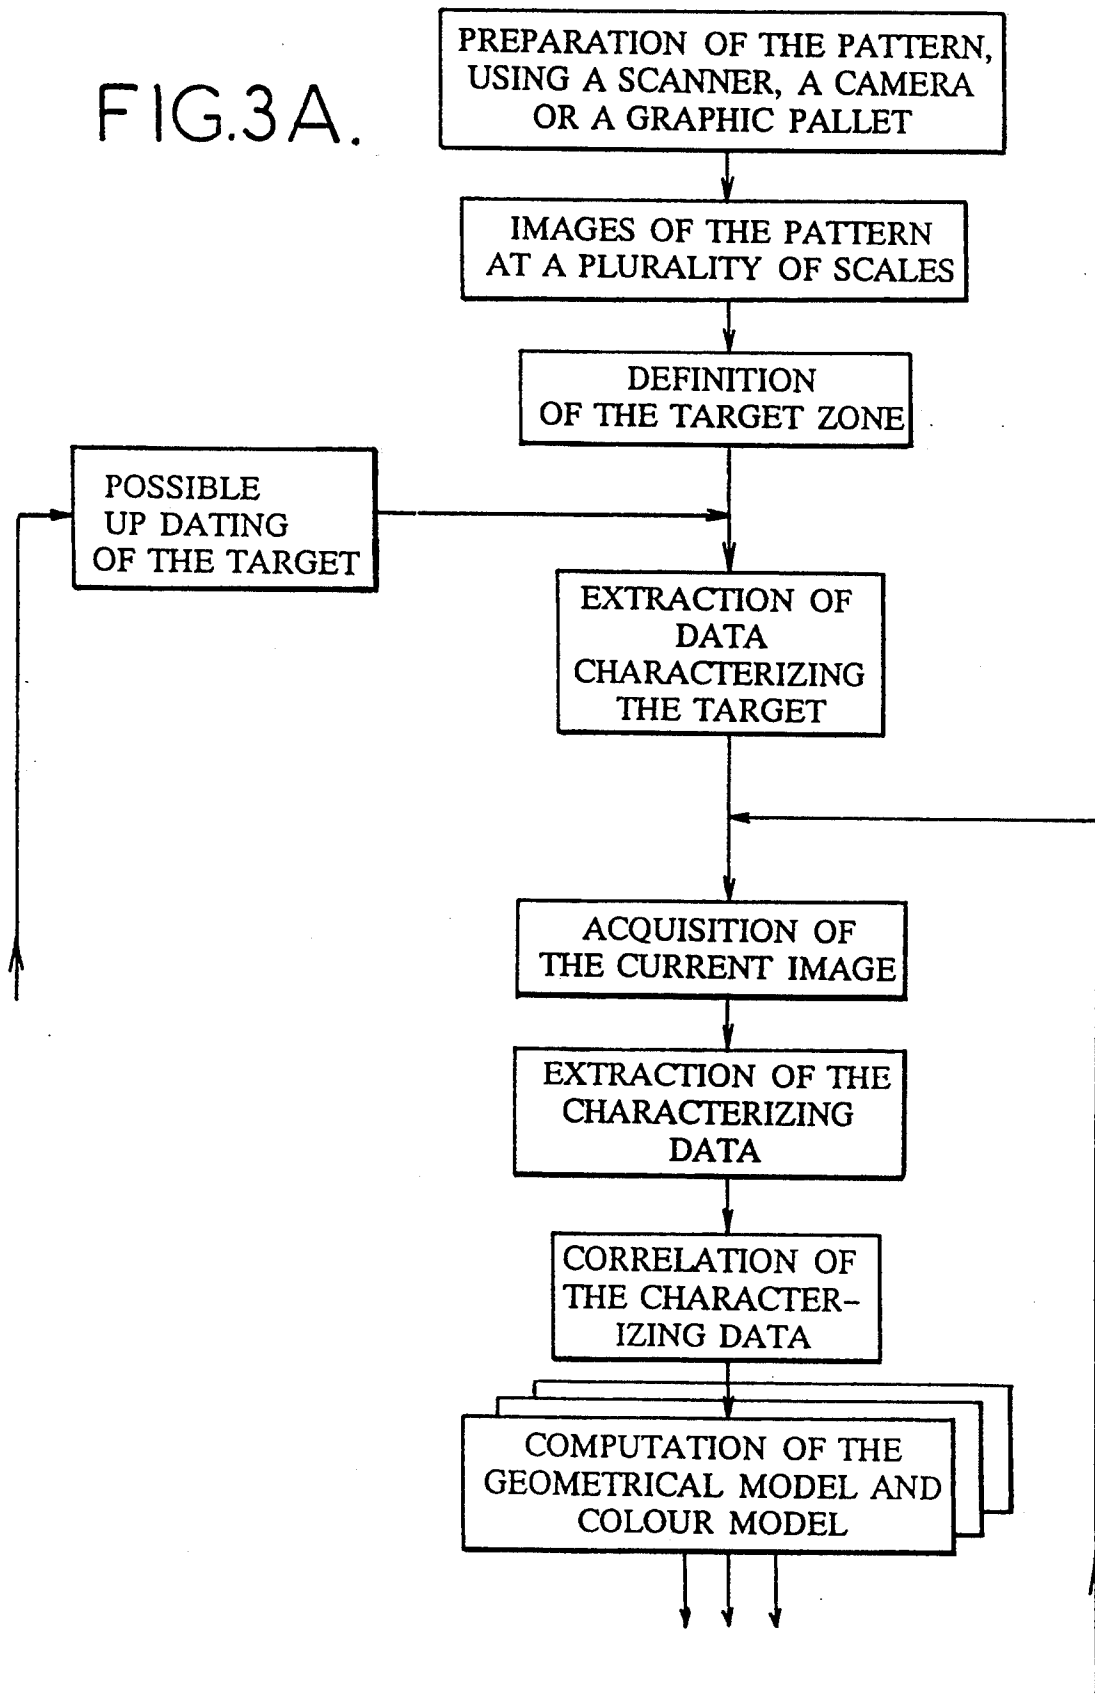 FIG.3A.
PREPARATION OF THE PATTERN,
USING A SCANNER, A CAMERA
OR A GRAPHIC PALLET
IMAGES OF THE PATTERN
AT A PLURALITY OF SCALES
DEFINITION
OF THE TARGET ZONE
POSSIBLE
UP DATING
OF THE TARGET
EXTRACTION OF
DATA
CHARACTERIZING
THE TARGET
ACQUISITION OF
THE CURRENT IMAGE
EXTRACTION OF THE
CHARACTERIZING
DATA
CORRELATION OF
THE CHARACTER-
IZING DATA
COMPUTATION OF THE
GEOMETRICAL MODEL AND
COLOUR MODEL